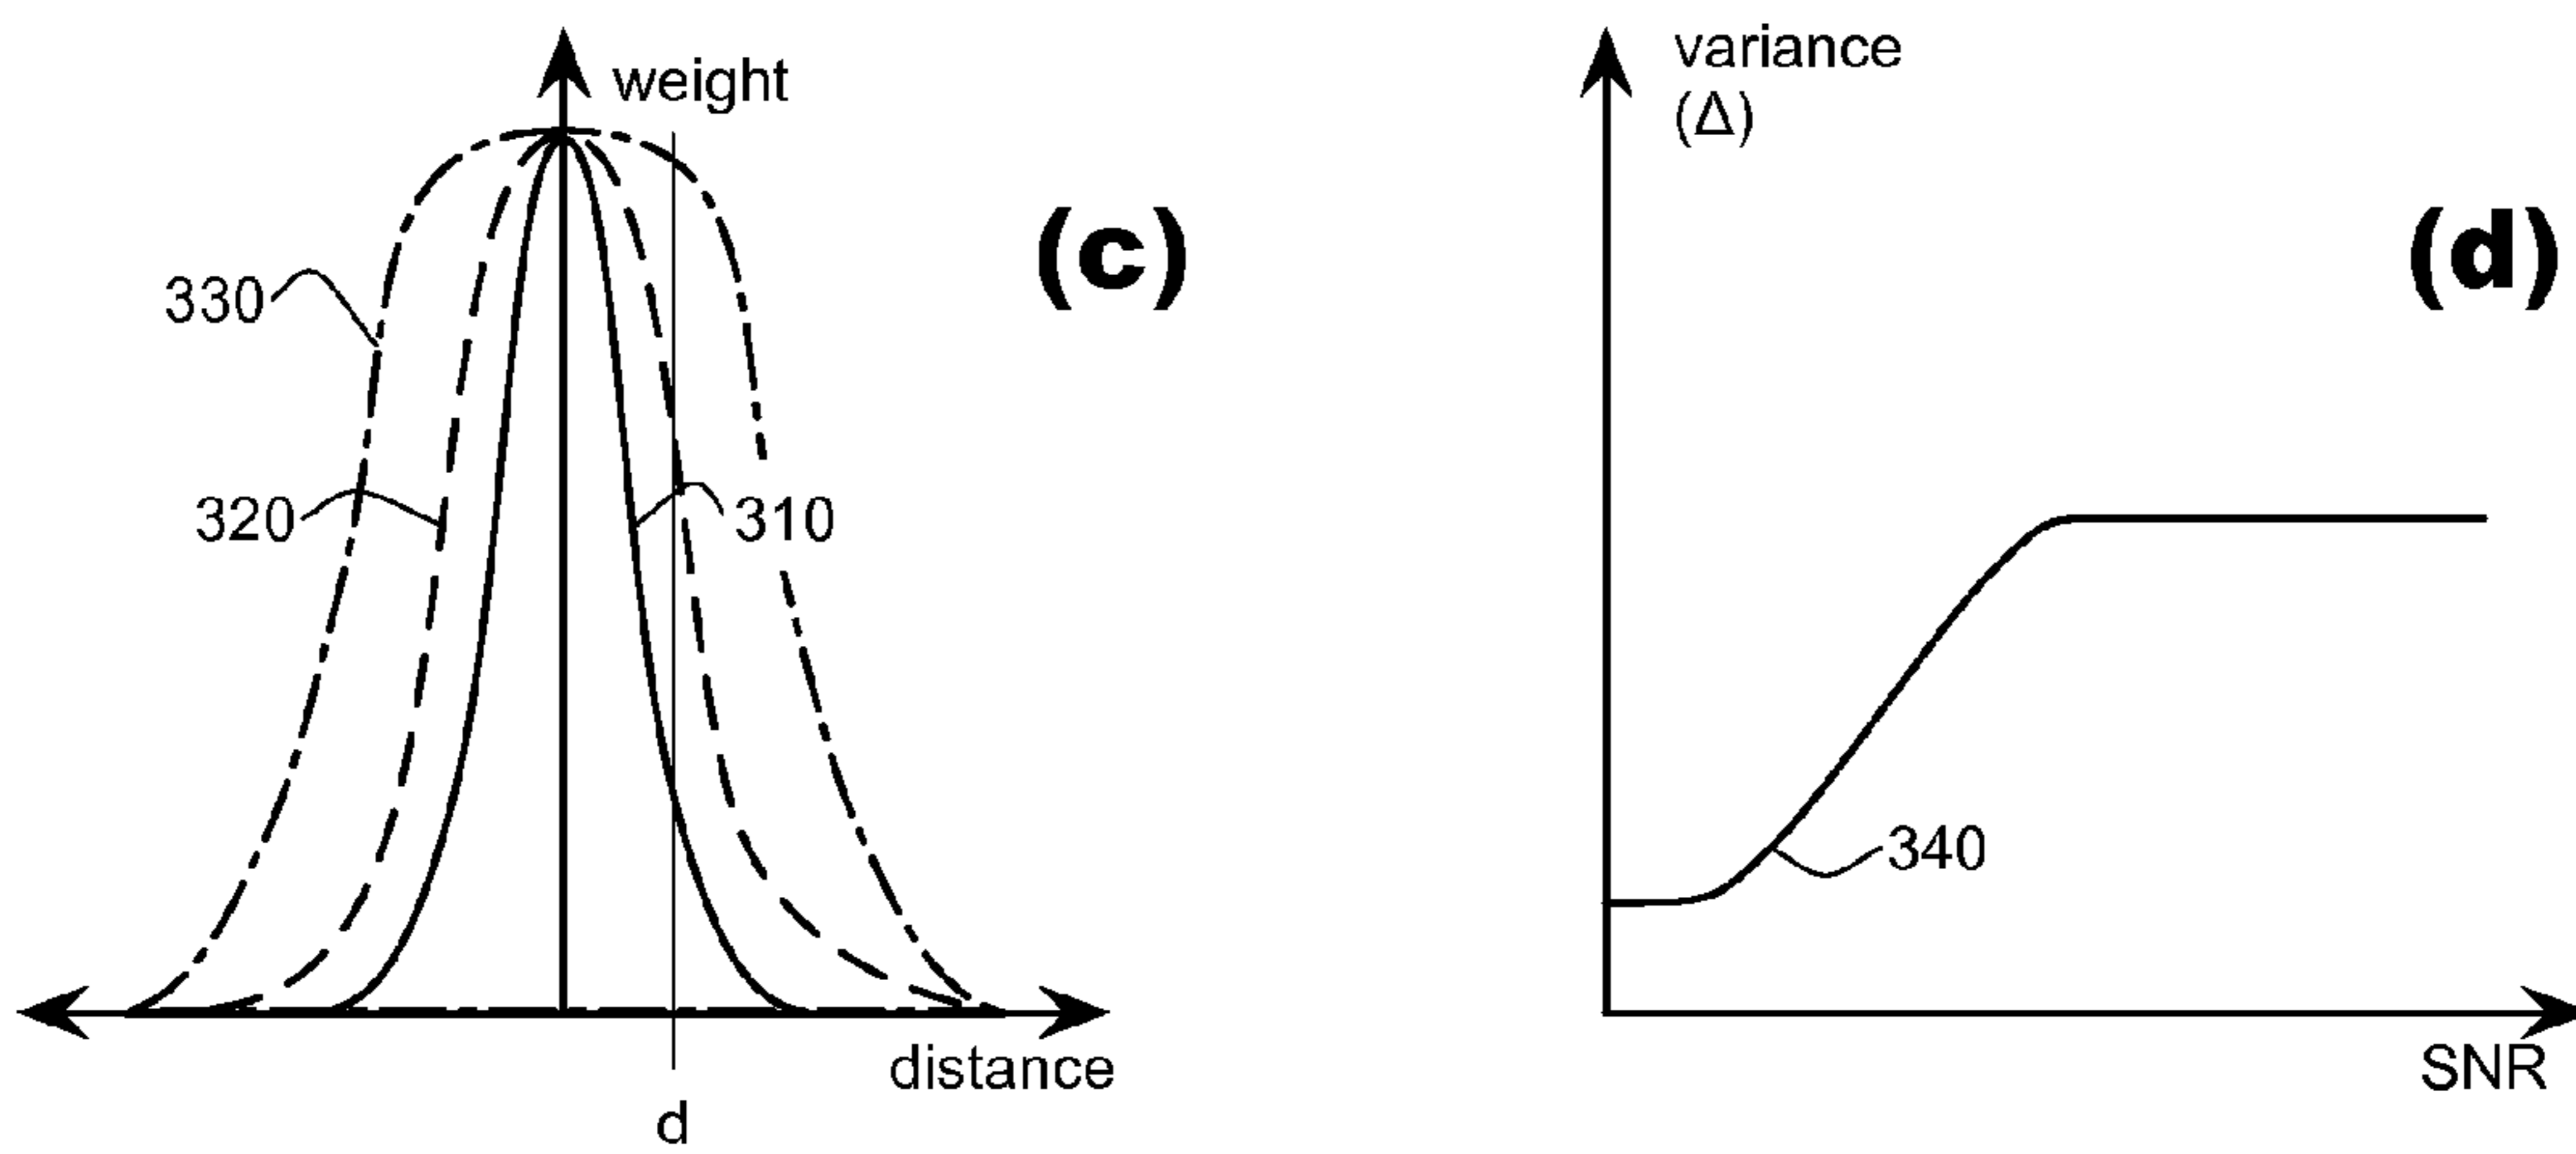 weight
(c)
330
320
310
distance
d
variance
(Δ)
(d)
340
SNR